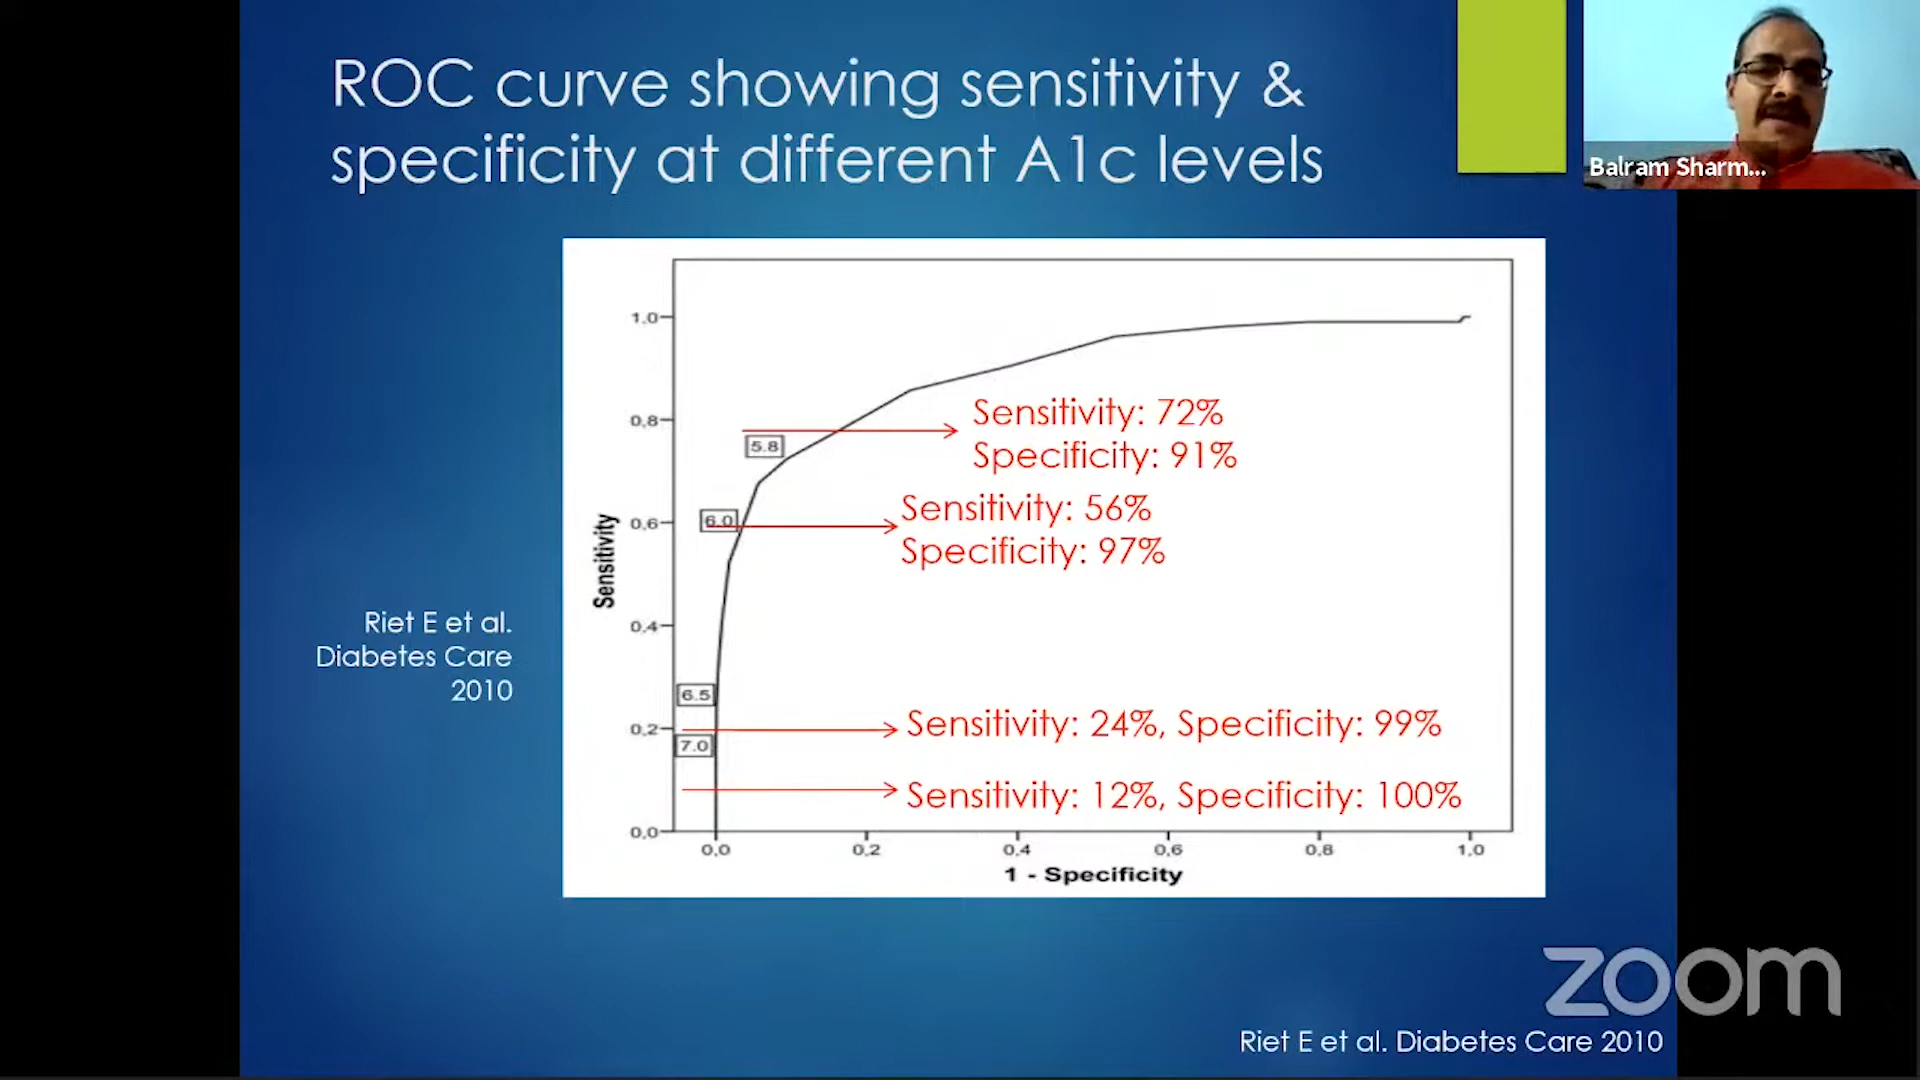 ROC curve showing sensitivity &
specificity at different A1c levels
Balram Sharm...
Riet E et al.
Diabetes Care
2010
Sensitivity
1,0
0,8
0,6
0,4
0,2
0,0
5.8
6.0
6.5
7.0
Sensitivity: 72%
Specificity: 91%
Sensitivity: 56%
Specificity: 97%
Sensitivity: 24%, Specificity: 99%
Sensitivity: 12%, Specificity: 100%
0,0 0,2 0,4 0,6 0,8 1,0
1 - Specificity
zoom
Riet E et al. Diabetes Care 2010